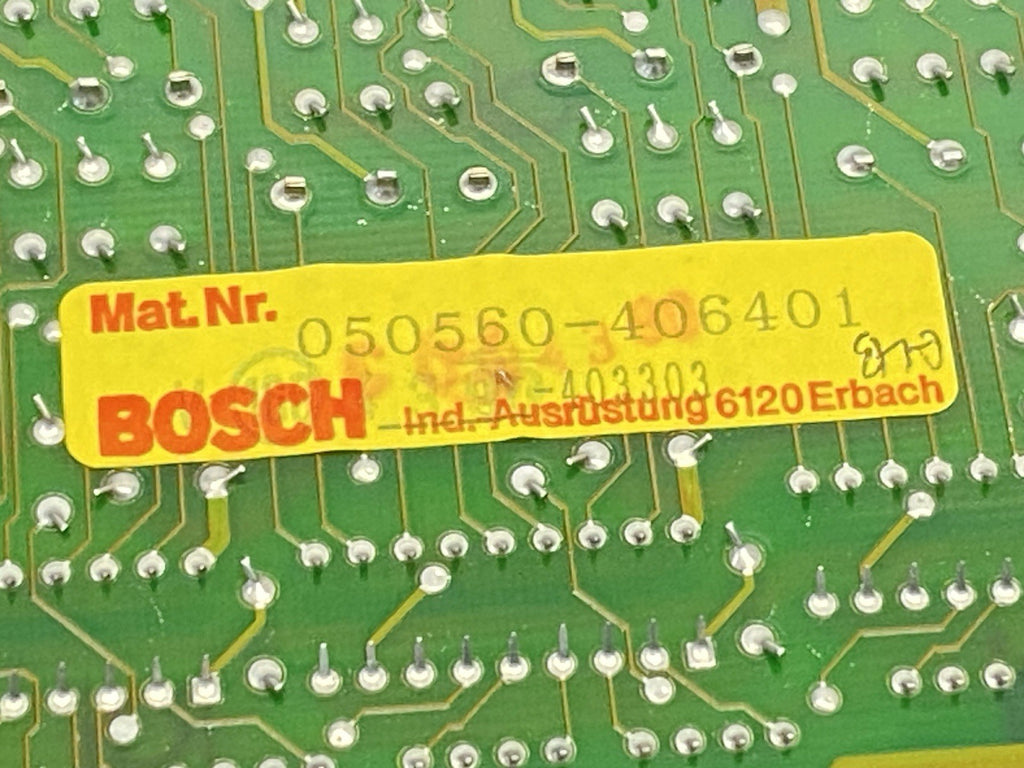 Mat.Nr.
050560-406401
-403303
BOSCH Ind. Ausrüstung 6120 Erbach